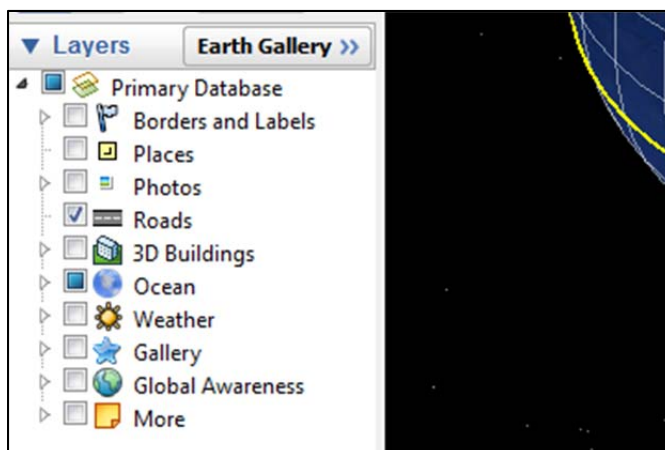 Layers Earth Gallery >>
Primary Database
Borders and Labels
Places
Photos
Roads
3D Buildings
Ocean
Weather
Gallery
Global Awareness
More